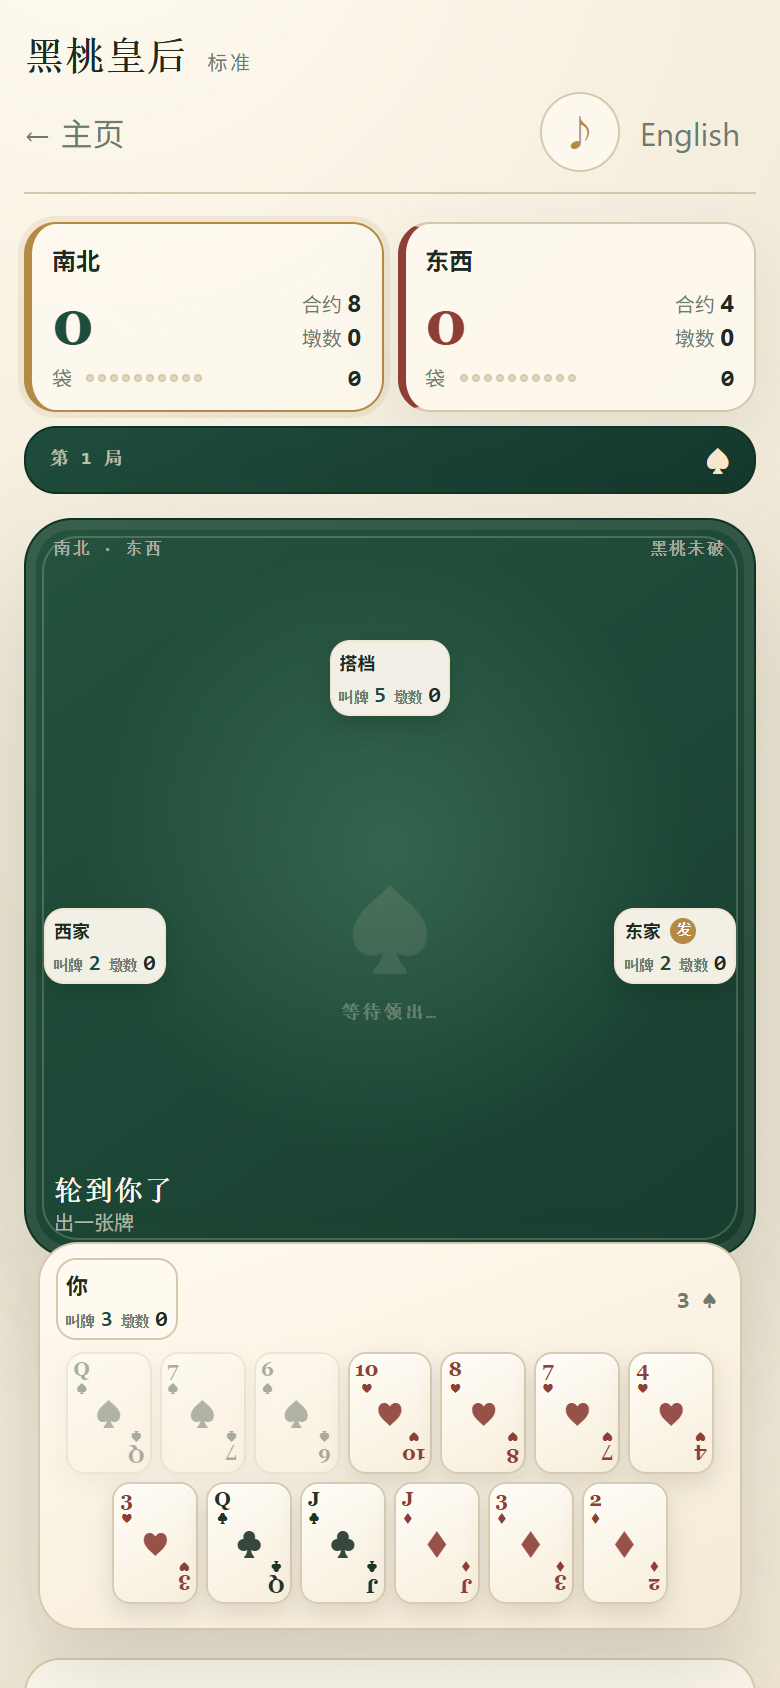 黑桃皇后 标准
← 主页 English
南北
0
合约 8
墩数 0
袋 0
东西
0
合约 4
墩数 0
袋 0
第 1 局 ♠
南北 · 东西 黑桃未破
搭档
叫牌 5 墩数 0
西家
叫牌 2 墩数 0
东家 发
叫牌 2 墩数 0
等待领出…
轮到你了
出一张牌
你
叫牌 3 墩数 0
3 ♠
Q♠ 7♠ 6♠ 10♥ 8♥ 7♥ 4♥
3♥ Q♣ J♣ J♦ 3♦ 2♦